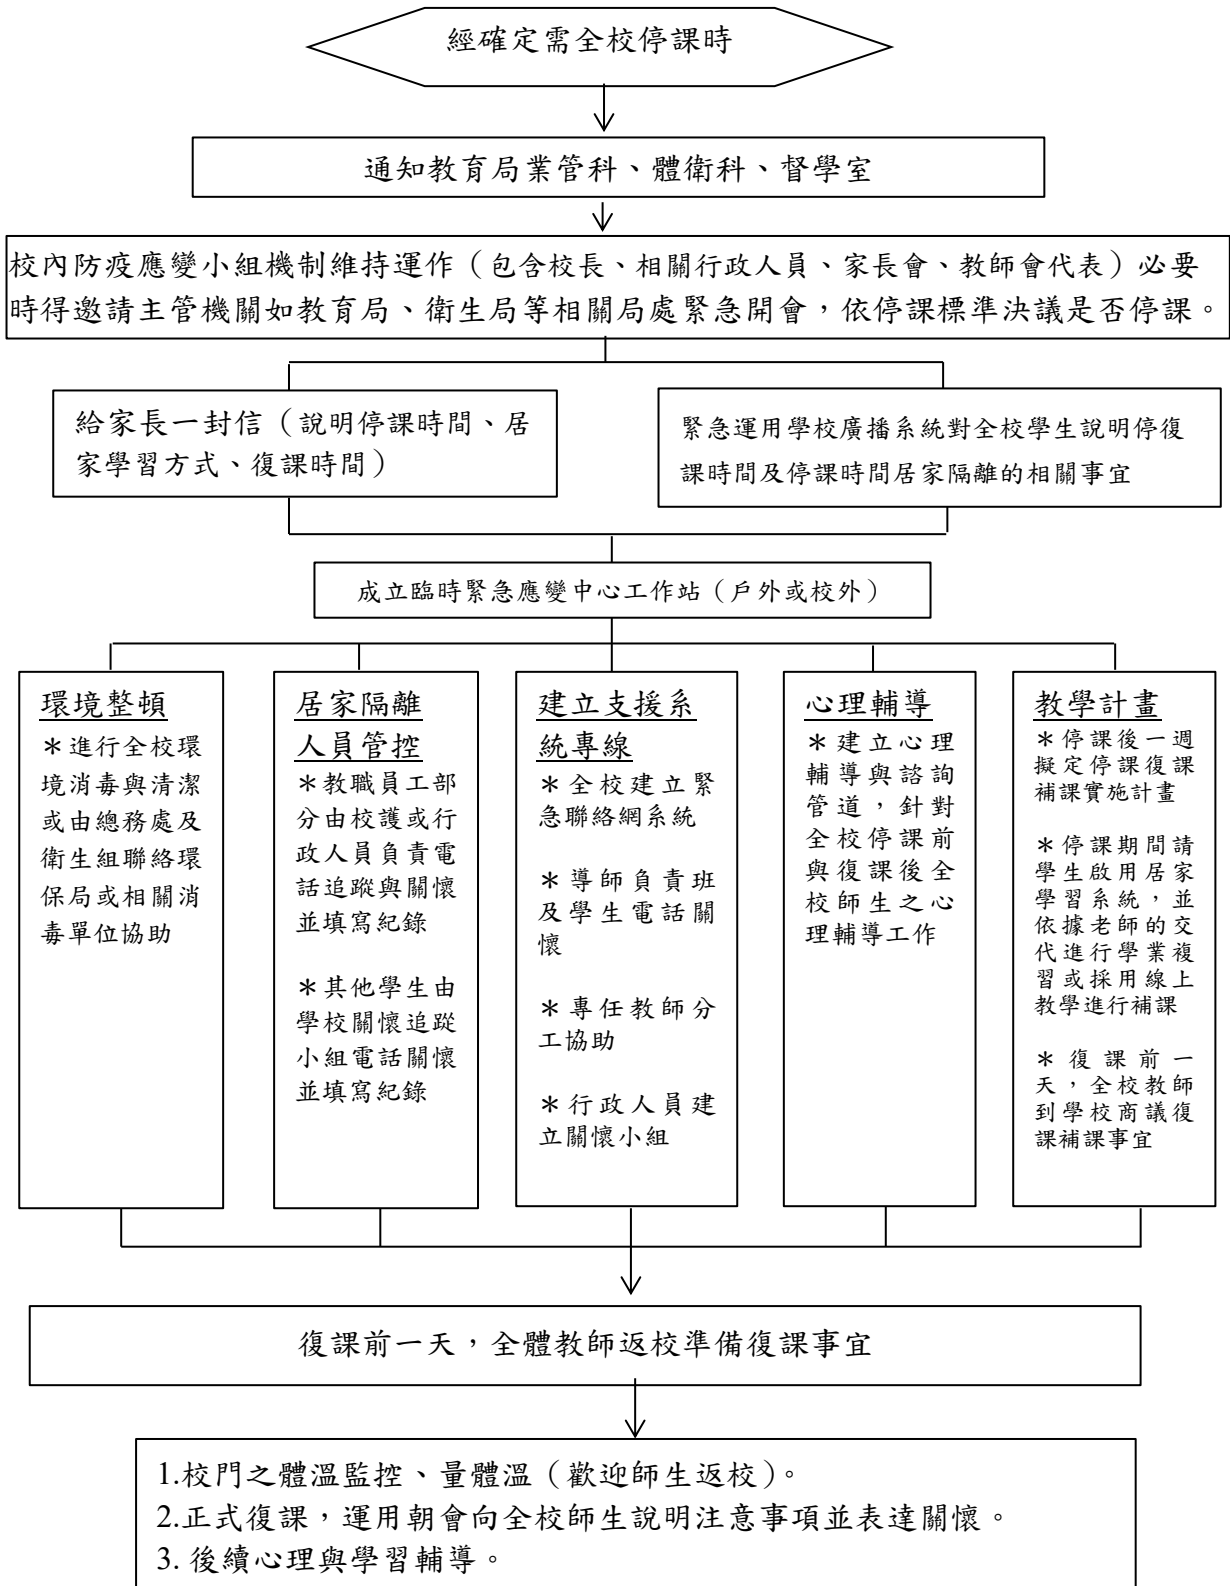 經確定需全校停課時
通知教育局業管科、體衛科、督學室
校內防疫應變小組機制維持運作（包含校長、相關行政人員、家長會、教師會代表）必要
時得邀請主管機關如教育局、衛生局等相關局處緊急開會，依停課標準決議是否停課。
給家長一封信（說明停課時間、居
家學習方式、復課時間）
緊急運用學校廣播系統對全校學生說明停復
課時間及停課時間居家隔離的相關事宜
成立臨時緊急應變中心工作站（戶外或校外）
環境整頓
＊進行全校環
境消毒與清潔
或由總務處及
衛生組聯絡環
保局或相關消
毒單位協助
居家隔離
人員管控
＊教職員工部
分由校護或行
政人員負責電
話追蹤與關懷
並填寫紀錄
＊其他學生由
學校關懷追蹤
小組電話關懷
並填寫紀錄
建立支援系
統專線
＊全校建立緊
急聯絡網系統
＊導師負責班
及學生電話關
懷
＊專任教師分
工協助
＊行政人員建
立關懷小組
心理輔導
＊建立心理
輔導與諮詢
管道，針對
全校停課前
與復課後全
校師生之心
理輔導工作
教學計畫
＊停課後一週
擬定停課復課
補課實施計畫
＊停課期間請
學生啟用居家
學習系統，並
依據老師的交
代進行學業複
習或採用線上
教學進行補課
＊復課前一
天，全校教師
到學校商議復
課補課事宜
復課前一天，全體教師返校準備復課事宜
1.校門之體溫監控、量體溫（歡迎師生返校）。
2.正式復課，運用朝會向全校師生說明注意事項並表達關懷。
3. 後續心理與學習輔導。